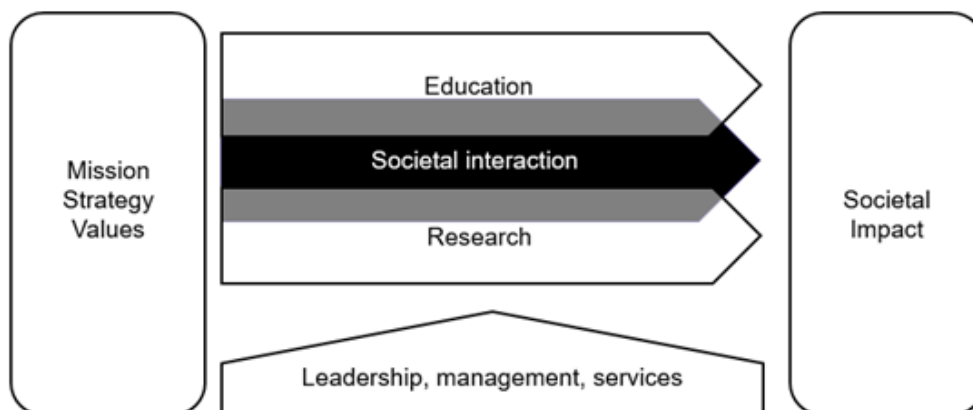 Mission
Strategy
Values
Education
Societal interaction
Research
Leadership, management, services
Societal
Impact